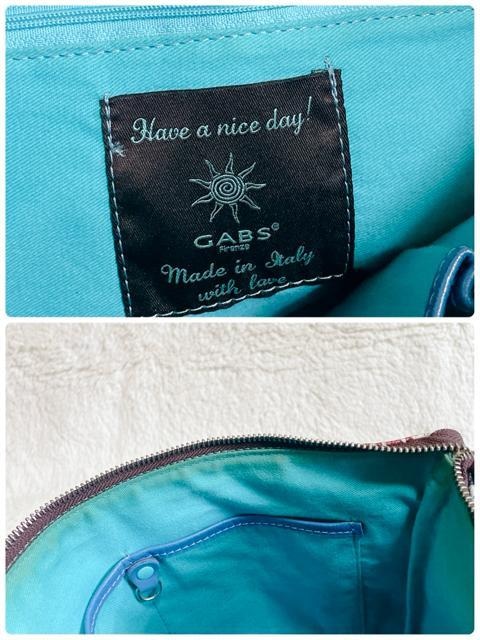 Have a nice day!
GABS©
Firenze
Made in Italy
with love